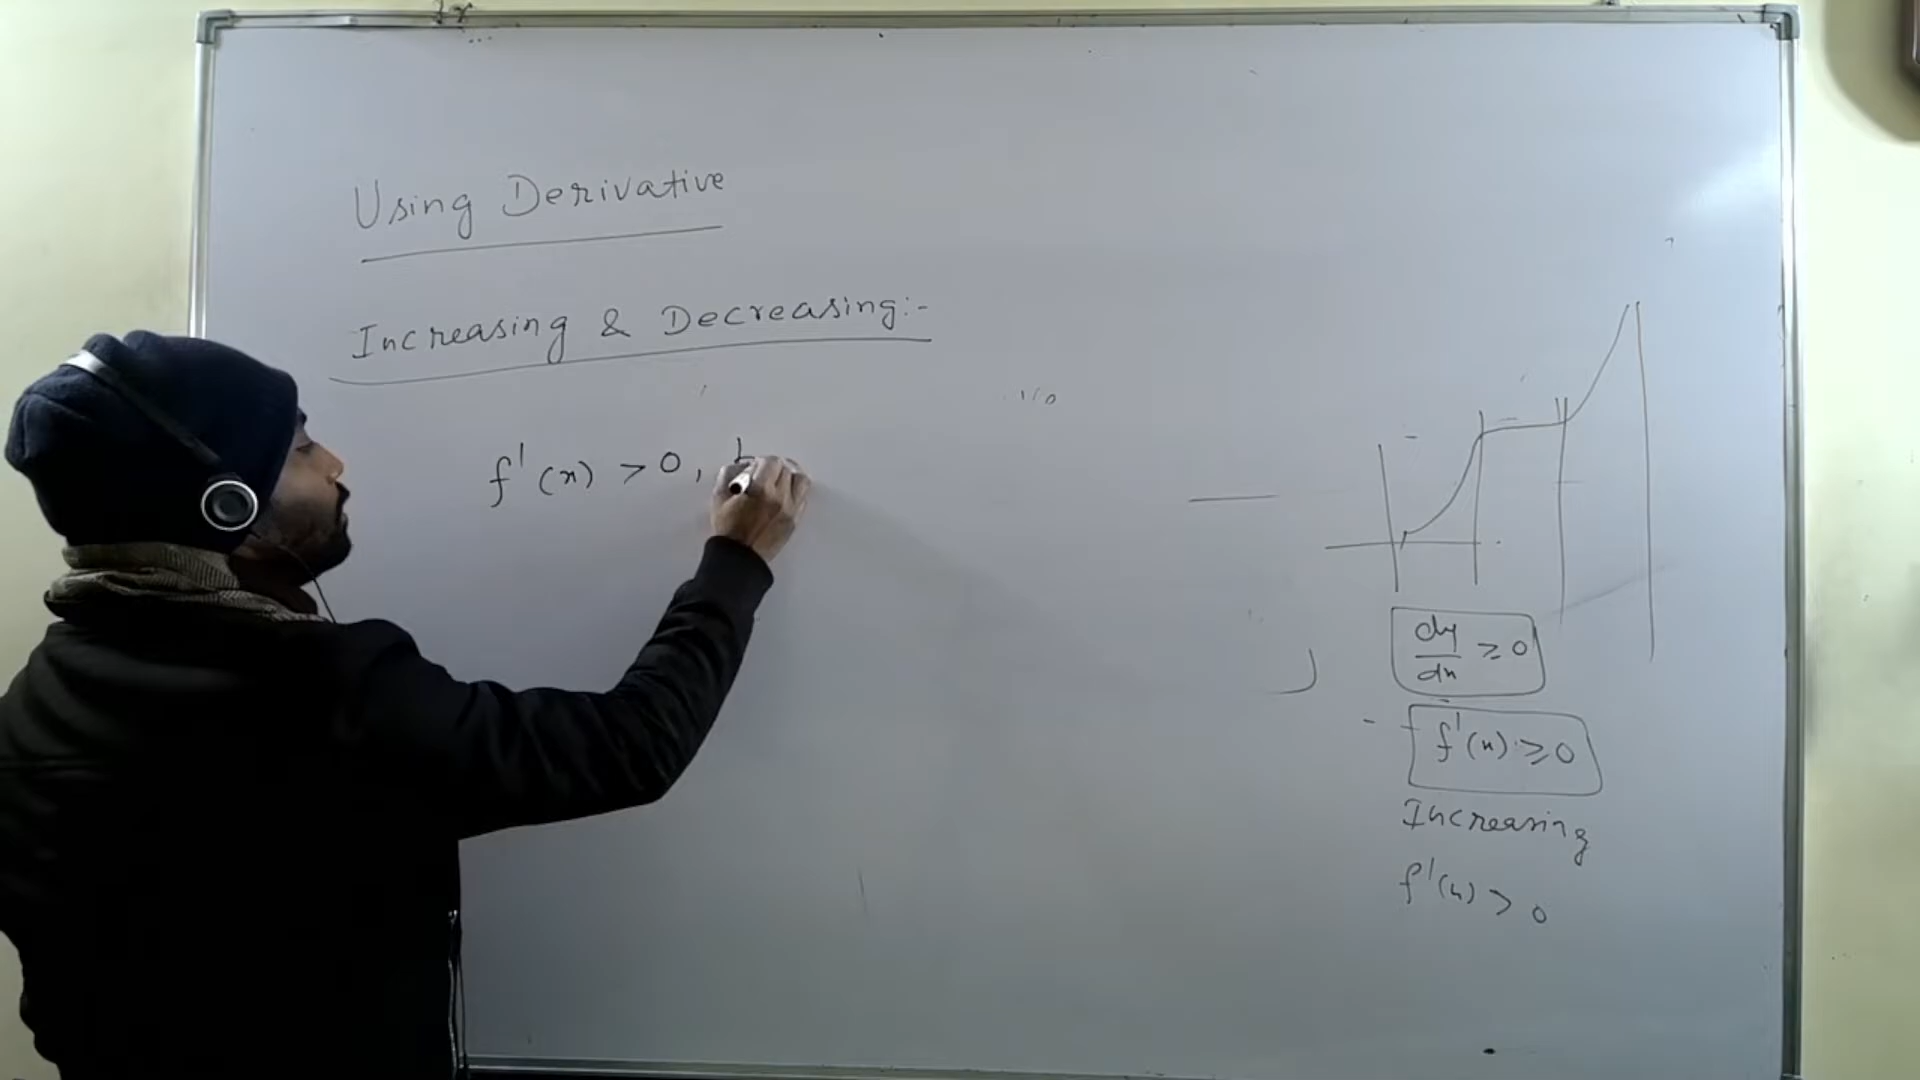 Using Derivative
Increasing & Decreasing:-
f'(x) > 0,
dy/dx ≥ 0
f'(x) ≥ 0
Increasing
f'(x) > 0